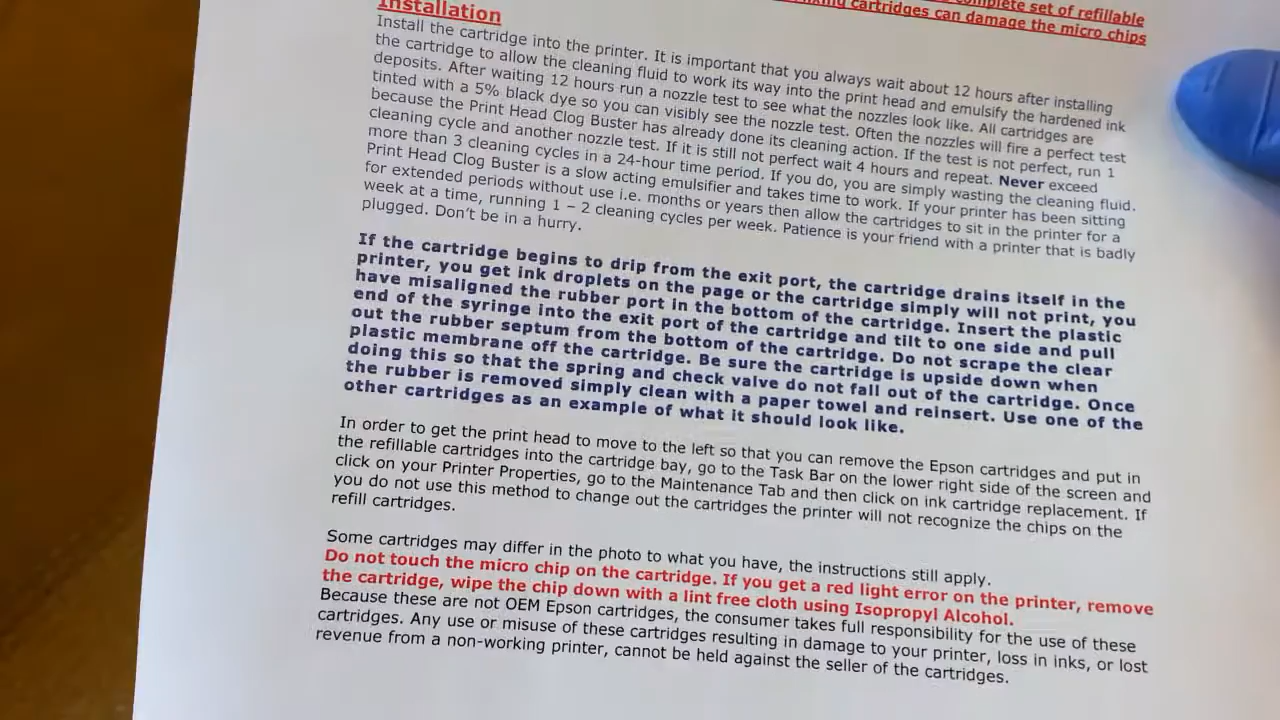 set of refillable
cartridges can damage the micro chips
Installation
Install the cartridge into the printer. It is important that you always wait about 12 hours after installing
the cartridge to allow the cleaning fluid to work its way into the print head and emulsify the hardened ink
deposits. After waiting 12 hours run a nozzle test to see what the nozzles look like. All cartridges are
tinted with a 5% black dye so you can visibly see the nozzle test. Often the nozzles will fire a perfect test
because the Print Head Clog Buster has already done its cleaning action. If the test is not perfect, run 1
cleaning cycle and another nozzle test. If it is still not perfect wait 4 hours and repeat. Never exceed
more than 3 cleaning cycles in a 24-hour time period. If you do, you are simply wasting the cleaning fluid.
Print Head Clog Buster is a slow acting emulsifier and takes time to work. If your printer has been sitting
for extended periods without use i.e. months or years then allow the cartridges to sit in the printer for a
week at a time, running 1 – 2 cleaning cycles per week. Patience is your friend with a printer that is badly
plugged. Don't be in a hurry.
If the cartridge begins to drip from the exit port, the cartridge drains itself in the
printer, you get ink droplets on the page or the cartridge simply will not print, you
have misaligned the rubber port in the bottom of the cartridge. Insert the plastic
end of the syringe into the exit port of the cartridge and tilt to one side and pull
out the rubber septum from the bottom of the cartridge. Do not scrape the clear
plastic membrane off the cartridge. Be sure the cartridge is upside down when
doing this so that the spring and check valve do not fall out of the cartridge. Once
the rubber is removed simply clean with a paper towel and reinsert. Use one of the
other cartridges as an example of what it should look like.
In order to get the print head to move to the left so that you can remove the Epson cartridges and put in
the refillable cartridges into the cartridge bay, go to the Task Bar on the lower right side of the screen and
click on your Printer Properties, go to the Maintenance Tab and then click on ink cartridge replacement. If
you do not use this method to change out the cartridges the printer will not recognize the chips on the
refill cartridges.
Some cartridges may differ in the photo to what you have, the instructions still apply.
Do not touch the micro chip on the cartridge. If you get a red light error on the printer, remove
the cartridge, wipe the chip down with a lint free cloth using Isopropyl Alcohol.
Because these are not OEM Epson cartridges, the consumer takes full responsibility for the use of these
cartridges. Any use or misuse of these cartridges resulting in damage to your printer, loss in inks, or lost
revenue from a non-working printer, cannot be held against the seller of the cartridges.